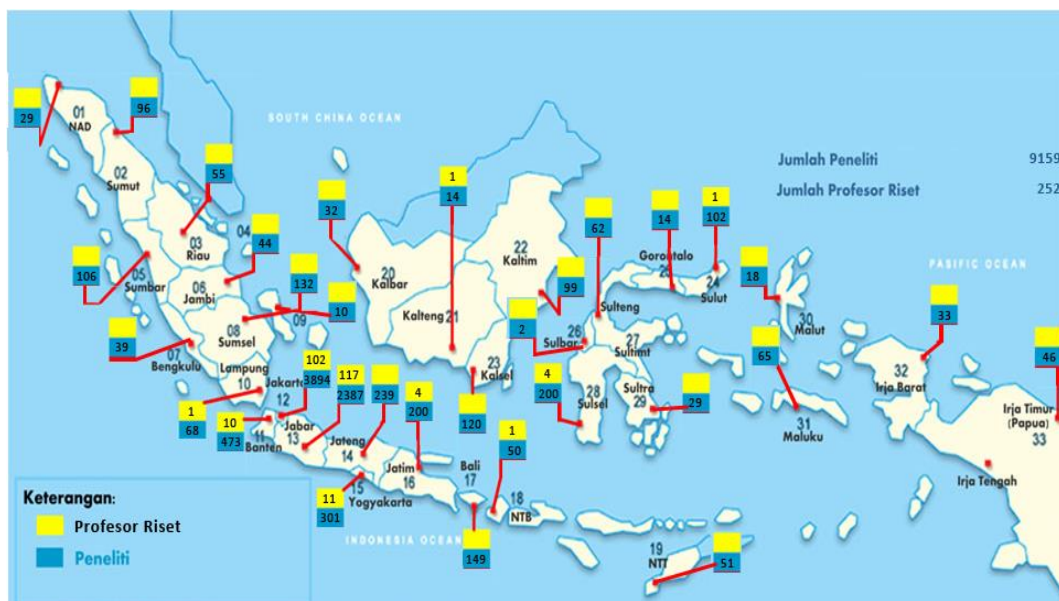 01
NAD
29
96
02
Sumut
55
03
Riau
04
44
05
Sumbar
106
06
Jambi
132
10
09
08
Sumsel
39
07
Bengkulu
Lampung
10
1
68
SOUTH CHINA OCEAN
32
20
Kalbar
1
14
Kalteng
21
22
Kaltim
99
23
Kalsel
120
62
2
26
Sulbar
Sulteng
Gorontalo
25
14
1
102
24
Sulut
27
Sultimt
4
200
28
Sulsel
Sultra
29
29
18
30
Malut
65
31
Maluku
Jumlah Peneliti 9159
Jumlah Profesor Riset 252
PASIFIC OCEAN
33
32
Irja Barat
46
Irja Timur
(Papua)
33
Irja Tengah
Jakarta
12
102
3894
10
473
11
Banten
Jabar
13
117
2387
Jateng
14
239
11
301
15
Yogyakarta
4
200
Jatim
16
Bali
17
149
1
50
18
NTB
19
NTT
51
INDONESIA OCEAN
Keterangan:
Profesor Riset
Peneliti